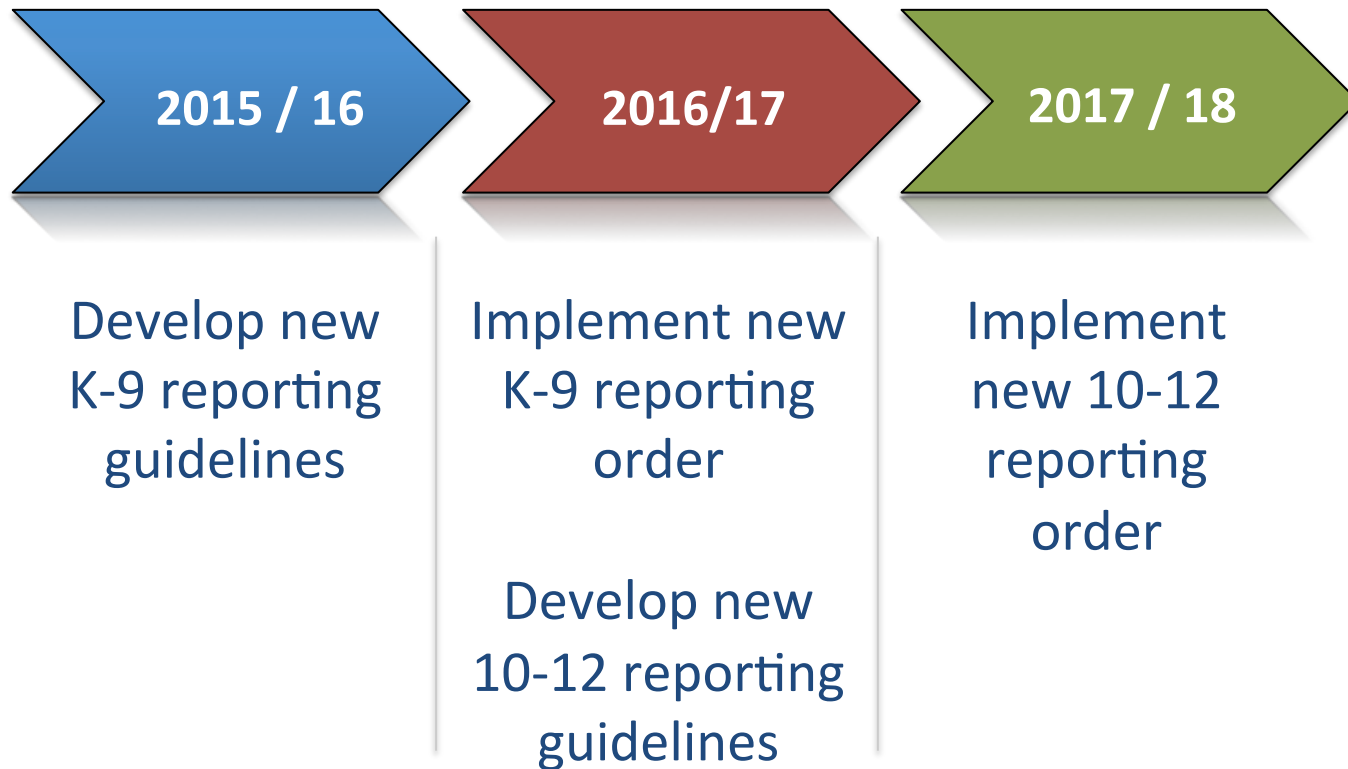 2015 / 16
2016/17
2017 / 18
Develop new
K-9 reporting
guidelines
Implement new
K-9 reporting
order
Develop new
10-12 reporting
guidelines
Implement
new 10-12
reporting
order